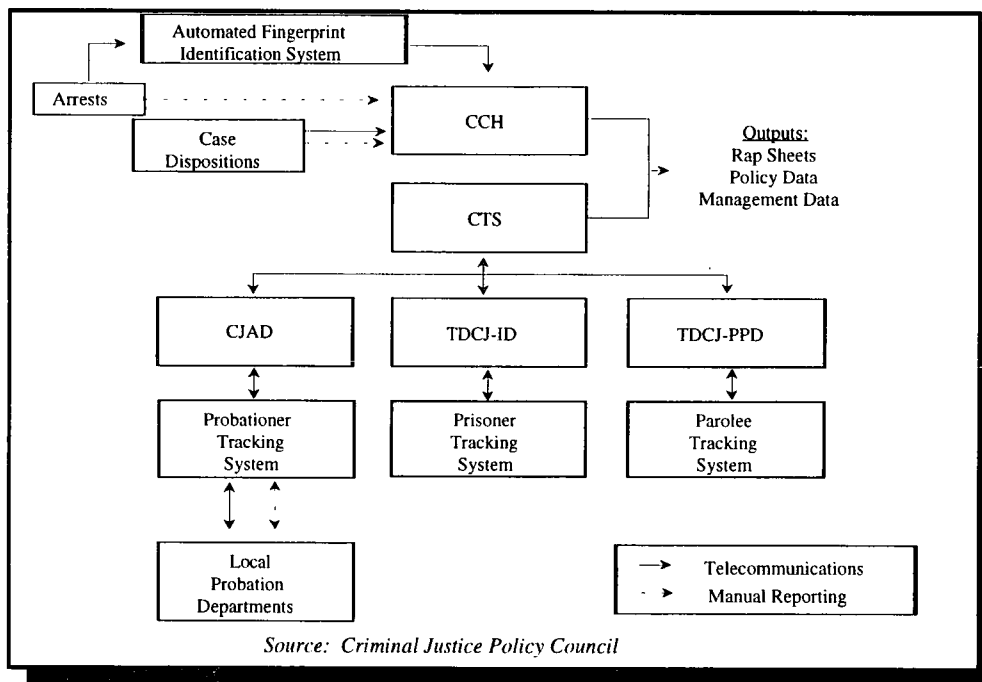 Automated Fingerprint
Identification System
Arrests
CCH
Case
Dispositions
Outputs:
Rap Sheets
Policy Data
Management Data
CTS
CJAD
TDCJ-ID
TDCJ-PPD
Probationer
Tracking
System
Prisoner
Tracking
System
Parolee
Tracking
System
Local
Probation
Departments
Telecommunications
Manual Reporting
Source: Criminal Justice Policy Council